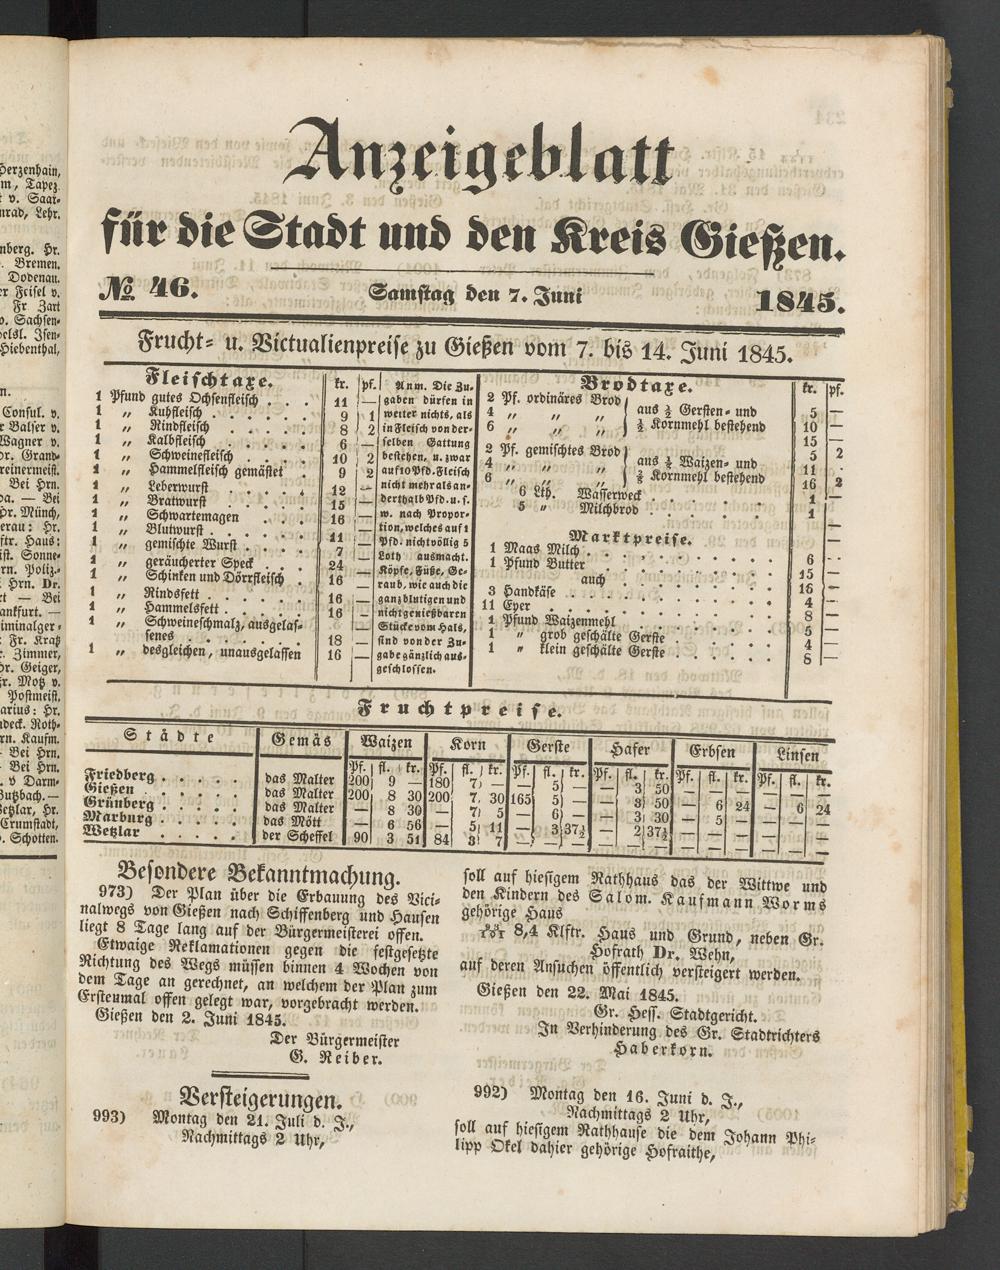 Anzeigeblatt
für die Stadt und den Kreis Gießen.
№ 46. Samstag den 7. Juni 1845.
Frucht- u. Victualienpreise zu Gießen vom 7. bis 14. Juni 1845.
Fleischtaxe. kr. pf.
1 Pfund gutes Ochsenfleisch . . . 11 —
1 „ Kuhfleisch . . . . . 9 1
1 „ Rindfleisch . . . . 8 2
1 „ Kalbfleisch . . . . . 6 —
1 „ Schweinefleisch . . . . 10 2
1 „ Hammelfleisch gemästet . 9 2
1 „ Leberwurst . . . . . 12 —
1 „ Bratwurst . . . . . 15 —
1 „ Schwartemagen . . . 16 —
1 „ Blutwurst . . . . . 11 —
1 „ gemischte Wurst . . . . 7 —
1 „ geräucherter Speck . . 24 —
1 „ Schinken und Dörrfleisch . 16 —
1 „ Rindsfett . . . . . 16 —
1 „ Hammelsfett . . . . 16 —
1 „ Schweineschmalz, ausgelas-
senes . . . . . . 18 —
1 „ desgleichen, unausgelassen 16 —
Anm. Die Zu-
gaben dürfen in
weiter nichts, als
in Fleisch von der-
selben Gattung
bestehen, u. zwar
auf 10 Pfd. Fleisch
nicht mehr als an-
derthalb Pfd. u. s.
w. nach Propor-
tion, welches auf 1
Pfd. nicht völlig 5
Loth ausmacht.
Köpfe, Füße, Ge-
raub, wie auch die
ganz blutigen und
nicht genießbaren
Stücke vom Hals,
sind von der Zu-
gabe gänzlich aus-
geschlossen.
Brodtaxe. kr. pf.
2 Pf. ordinäres Brod
4 „ „ „ aus ½ Gersten- und 5 —
6 „ „ „ ½ Kornmehl bestehend 10 —
15 —
2 Pf. gemischtes Brod 5 2
4 „ „ „ aus ⅓ Waizen- und 11
6 „ „ „ ⅔ Kornmehl bestehend 16 2
6 Lth. Wasserweck . . . . . 1 —
5 „ Milchbrod . . . . . 1
Marktpreise.
1 Maas Milch . . . . . . 6 —
1 Pfund Butter . . . . . . 15 —
auch 16 —
3 Handkäse . . . . . . 4 —
11 Eyer . . . . . . 8 —
1 Pfund Waizenmehl . . . . . 5 —
1 „ grob geschälte Gerste . . . . 4 —
1 „ klein geschälte Gerste . . . . 8 —
Fruchtpreise.
Städte Gemäs Waizen Korn Gerste Hafer Erbsen Linsen
Pf. fl. kr. Pf. fl. kr. Pf. fl. kr. Pf. fl. kr. Pf. fl. kr. Pf. fl. kr.
Friedberg . . . . . das Malter 200 9 — 180 7 — — 5 — — 3 50
Gießen . . . . . das Malter 200 8 30 200 7 30 165 5 — — 3 50 — 6 24 — 6 24
Grünberg . . . . . das Malter — 8 30 — 7 5 — 6 — — 3 30 — 5 —
Marburg . . . . . das Mött — 6 56 5 11 — 3 37½ — 2 37½
Wetzlar . . . . . der Scheffel 90 3 51 84 3 7 — — —
Besondere Bekanntmachung.
973) Der Plan über die Erbauung des Vici-
nalwegs von Gießen nach Schiffenberg und Hausen
liegt 8 Tage lang auf der Bürgermeisterei offen.
Etwaige Reklamationen gegen die festgesetzte
Richtung des Wegs müssen binnen 4 Wochen von
dem Tage an gerechnet, an welchem der Plan zum
Erstenmal offen gelegt war, vorgebracht werden.
Gießen den 2. Juni 1845.
Der Bürgermeister
G. Reiber.
Versteigerungen.
993) Montag den 21. Juli d. J.,
Nachmittags 2 Uhr,
soll auf hiesigem Rathhaus das der Wittwe und
den Kindern des Salom. Kaufmann Worms
gehörige Haus
8,4 Klftr. Haus und Grund, neben Gr.
Hofrath Dr. Wehn,
auf deren Ansuchen öffentlich versteigert werden.
Gießen den 22. Mai 1845.
Gr. Hess. Stadtgericht.
In Verhinderung des Gr. Stadtrichters
Haberkorn.
992) Montag den 16. Juni d. J.,
Nachmittags 2 Uhr,
soll auf hiesigem Rathhause die dem Johann Phi-
lipp Okel dahier gehörige Hofraithe,